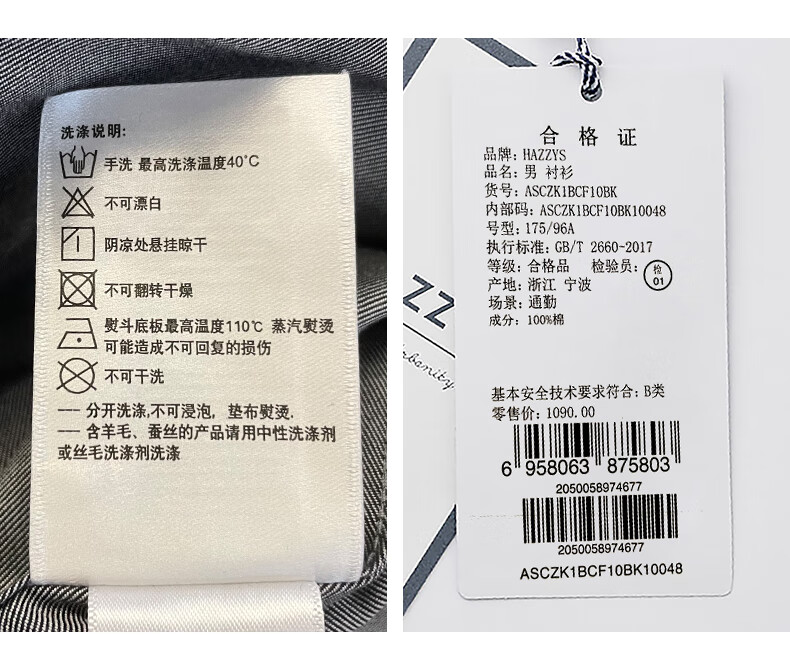 洗涤说明:
手洗 最高洗涤温度40℃
不可漂白
阴凉处悬挂晾干
不可翻转干燥
熨斗底板最高温度110℃ 蒸汽熨烫
可能造成不可回复的损伤
不可干洗
--- 分开洗涤,不可浸泡, 垫布熨烫.
--- 含羊毛、蚕丝的产品请用中性洗涤剂
或丝毛洗涤剂洗涤
ZZ
urbanity
合格证
品牌: HAZZYS
品名: 男 衬衫
货号: ASCZK1BCF10BK
内部码: ASCZK1BCF10BK10048
号型: 175/96A
执行标准: GB/T 2660-2017
等级: 合格品 检验员: 检 01
产地: 浙江 宁波
场景: 通勤
成分: 100%棉
基本安全技术要求符合: B类
零售价: 1090.00
6 958063 875803
2050058974677
2050058974677
ASCZK1BCF10BK10048